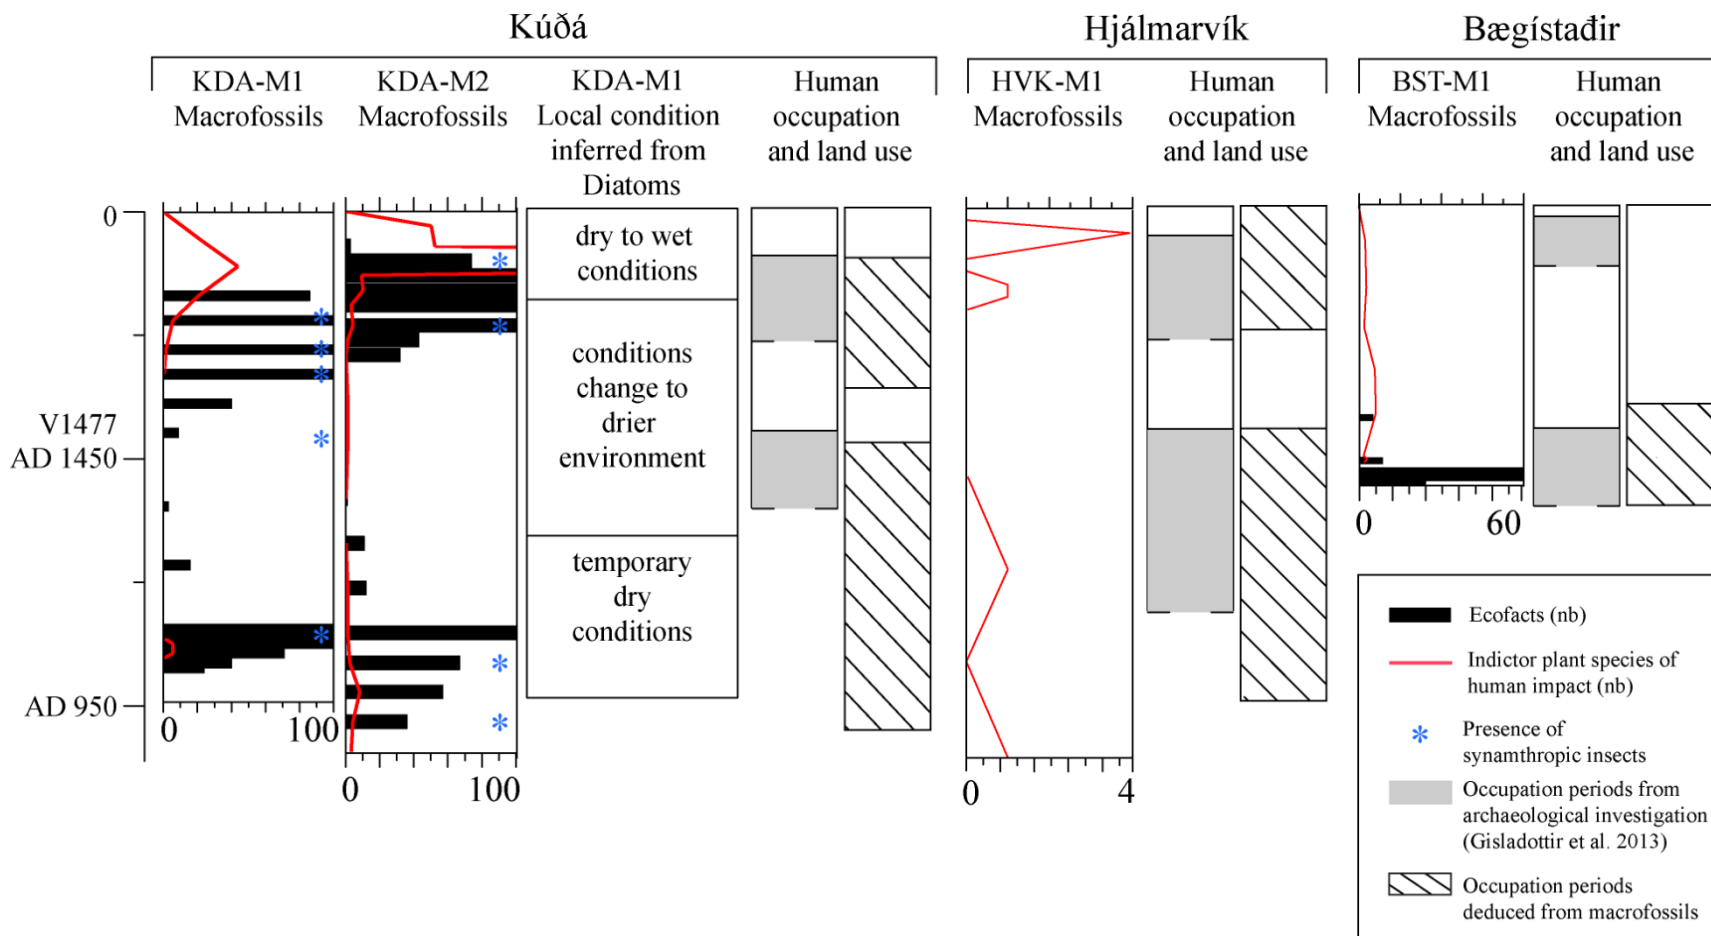 Kúðá
KDA-M1
Macrofossils
KDA-M2
Macrofossils
KDA-M1
Local condition
inferred from
Diatoms
Human
occupation
and land use
Hjálmarvík
HVK-M1
Macrofossils
Human
occupation
and land use
Bægístaðir
BST-M1
Macrofossils
Human
occupation
and land use
0
V1477
AD 1450
AD 950
dry to wet
conditions
conditions
change to
drier
environment
temporary
dry
conditions
*
*
*
*
*
*
*
*
*
0
100
0
100
0
4
0
60
Ecofacts (nb)
Indictor plant species of
human impact (nb)
*
Presence of
synamthropic insects
Occupation periods from
archaeological investigation
(Gisladottir et al. 2013)
Occupation periods
deduced from macrofossils